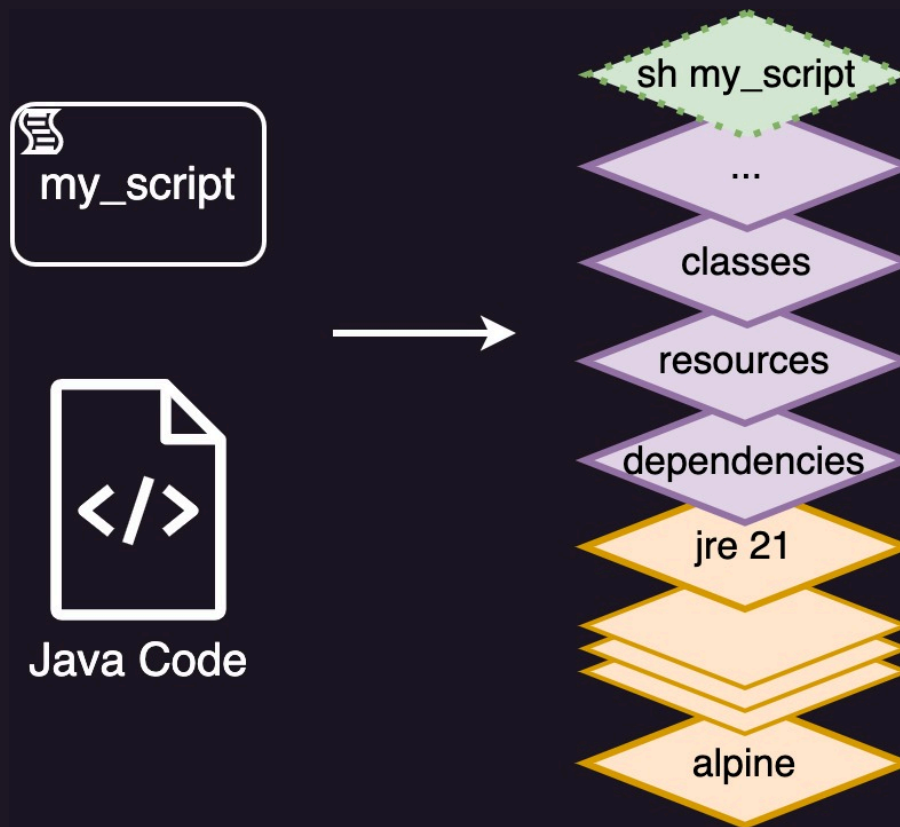 my_script
</>
Java Code
sh my_script
...
classes
resources
dependencies
jre 21
alpine